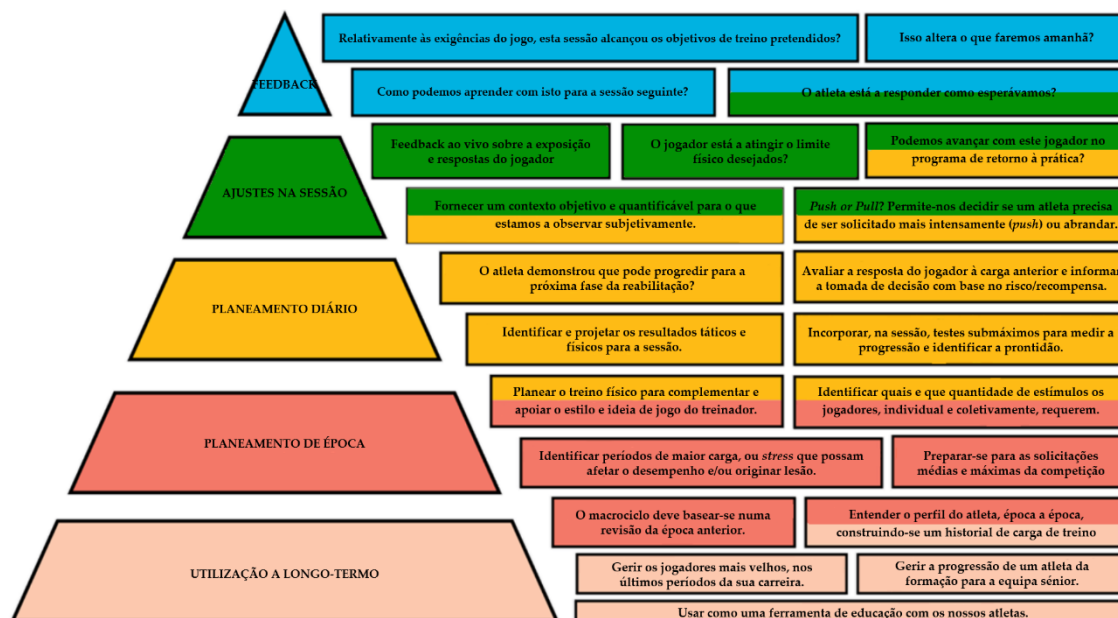 Relativamente às exigências do jogo, esta sessão alcançou os objetivos de treino pretendidos?
Isso altera o que faremos amanhã?
FEEDBACK
Como podemos aprender com isto para a sessão seguinte?
O atleta está a responder como esperávamos?
Feedback ao vivo sobre a exposição
e respostas do jogador
O jogador está a atingir o limite
físico desejados?
Podemos avançar com este jogador no
programa de retorno à prática?
AJUSTES NA SESSÃO
Fornecer um contexto objetivo e quantificável para o que
estamos a observar subjetivamente.
Push or Pull? Permite-nos decidir se um atleta precisa
de ser solicitado mais intensamente (push) ou abrandar.
O atleta demonstrou que pode progredir para a
próxima fase da reabilitação?
Avaliar a resposta do jogador à carga anterior e informar
a tomada de decisão com base no risco/recompensa.
PLANEAMENTO DIÁRIO
Identificar e projetar os resultados táticos e
físicos para a sessão.
Incorporar, na sessão, testes submáximos para medir a
progressão e identificar a prontidão.
Planear o treino físico para complementar e
apoiar o estilo e ideia de jogo do treinador.
Identificar quais e que quantidade de estímulos os
jogadores, individual e coletivamente, requerem.
PLANEAMENTO DE ÉPOCA
Identificar períodos de maior carga, ou stress que possam
afetar o desempenho e/ou originar lesão.
Preparar-se para as solicitações
médias e máximas da competição
O macrociclo deve basear-se numa
revisão da época anterior.
Entender o perfil do atleta, época a época,
construindo-se um historial de carga de treino
UTILIZAÇÃO A LONGO-TERMO
Gerir os jogadores mais velhos, nos
últimos períodos da sua carreira.
Gerir a progressão de um atleta da
formação para a equipa sénior.
Usar como uma ferramenta de educação com os nossos atletas.